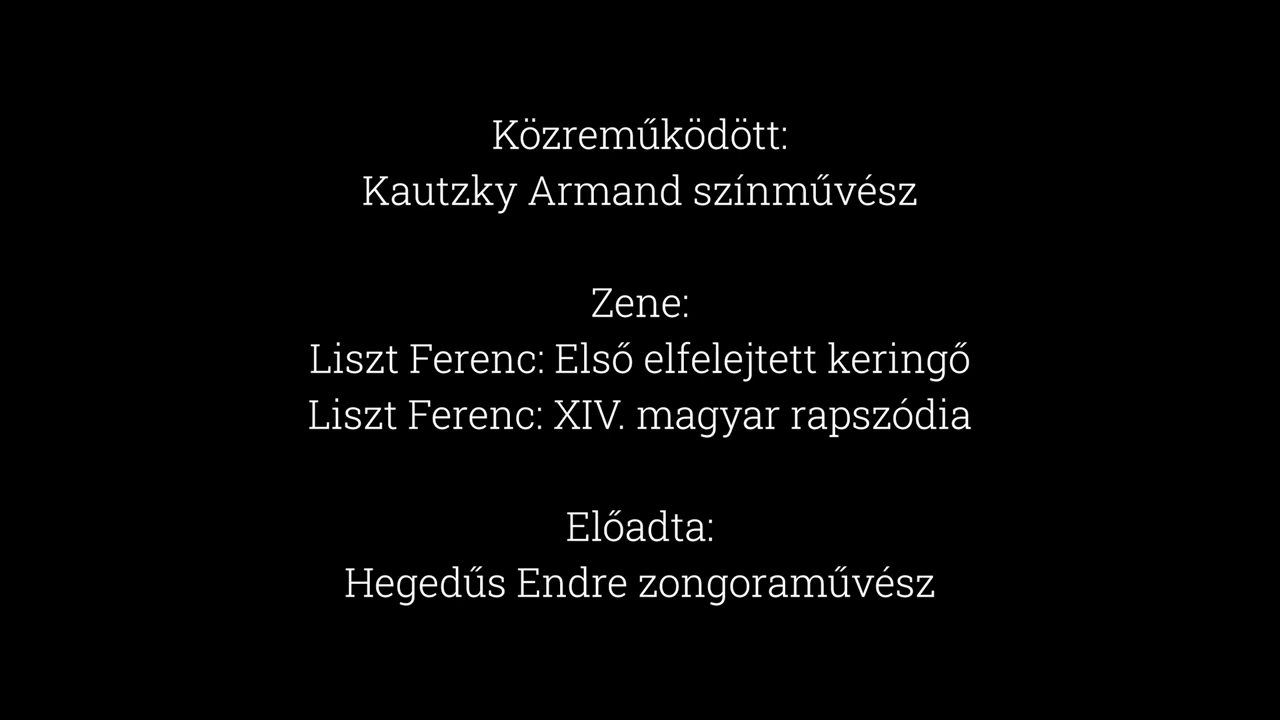 Közreműködött:
Kautzky Armand színművész
Zene:
Liszt Ferenc: Első elfelejtett keringő
Liszt Ferenc: XIV. magyar rapszódia
Előadta:
Hegedűs Endre zongoraművész